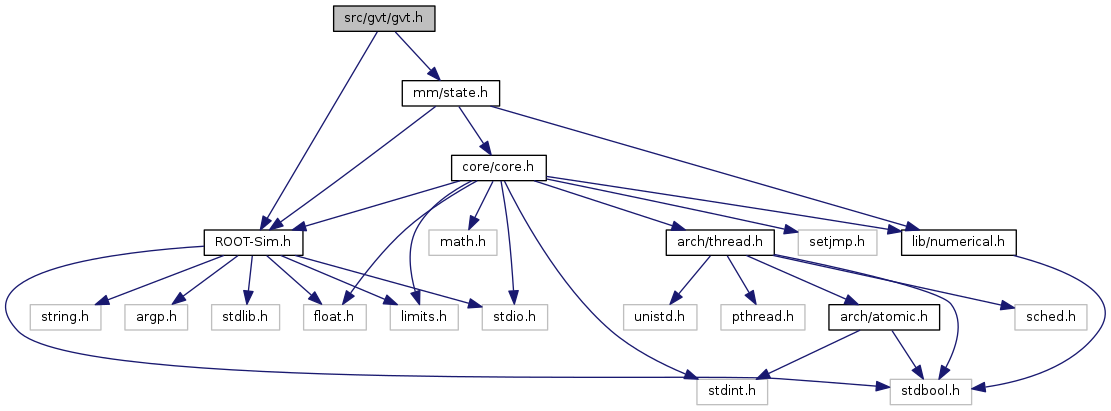 src/gvt/gvt.h
mm/state.h
core/core.h
ROOT-Sim.h
math.h
arch/thread.h
setjmp.h
lib/numerical.h
string.h
argp.h
stdlib.h
float.h
limits.h
stdio.h
unistd.h
pthread.h
arch/atomic.h
sched.h
stdint.h
stdbool.h